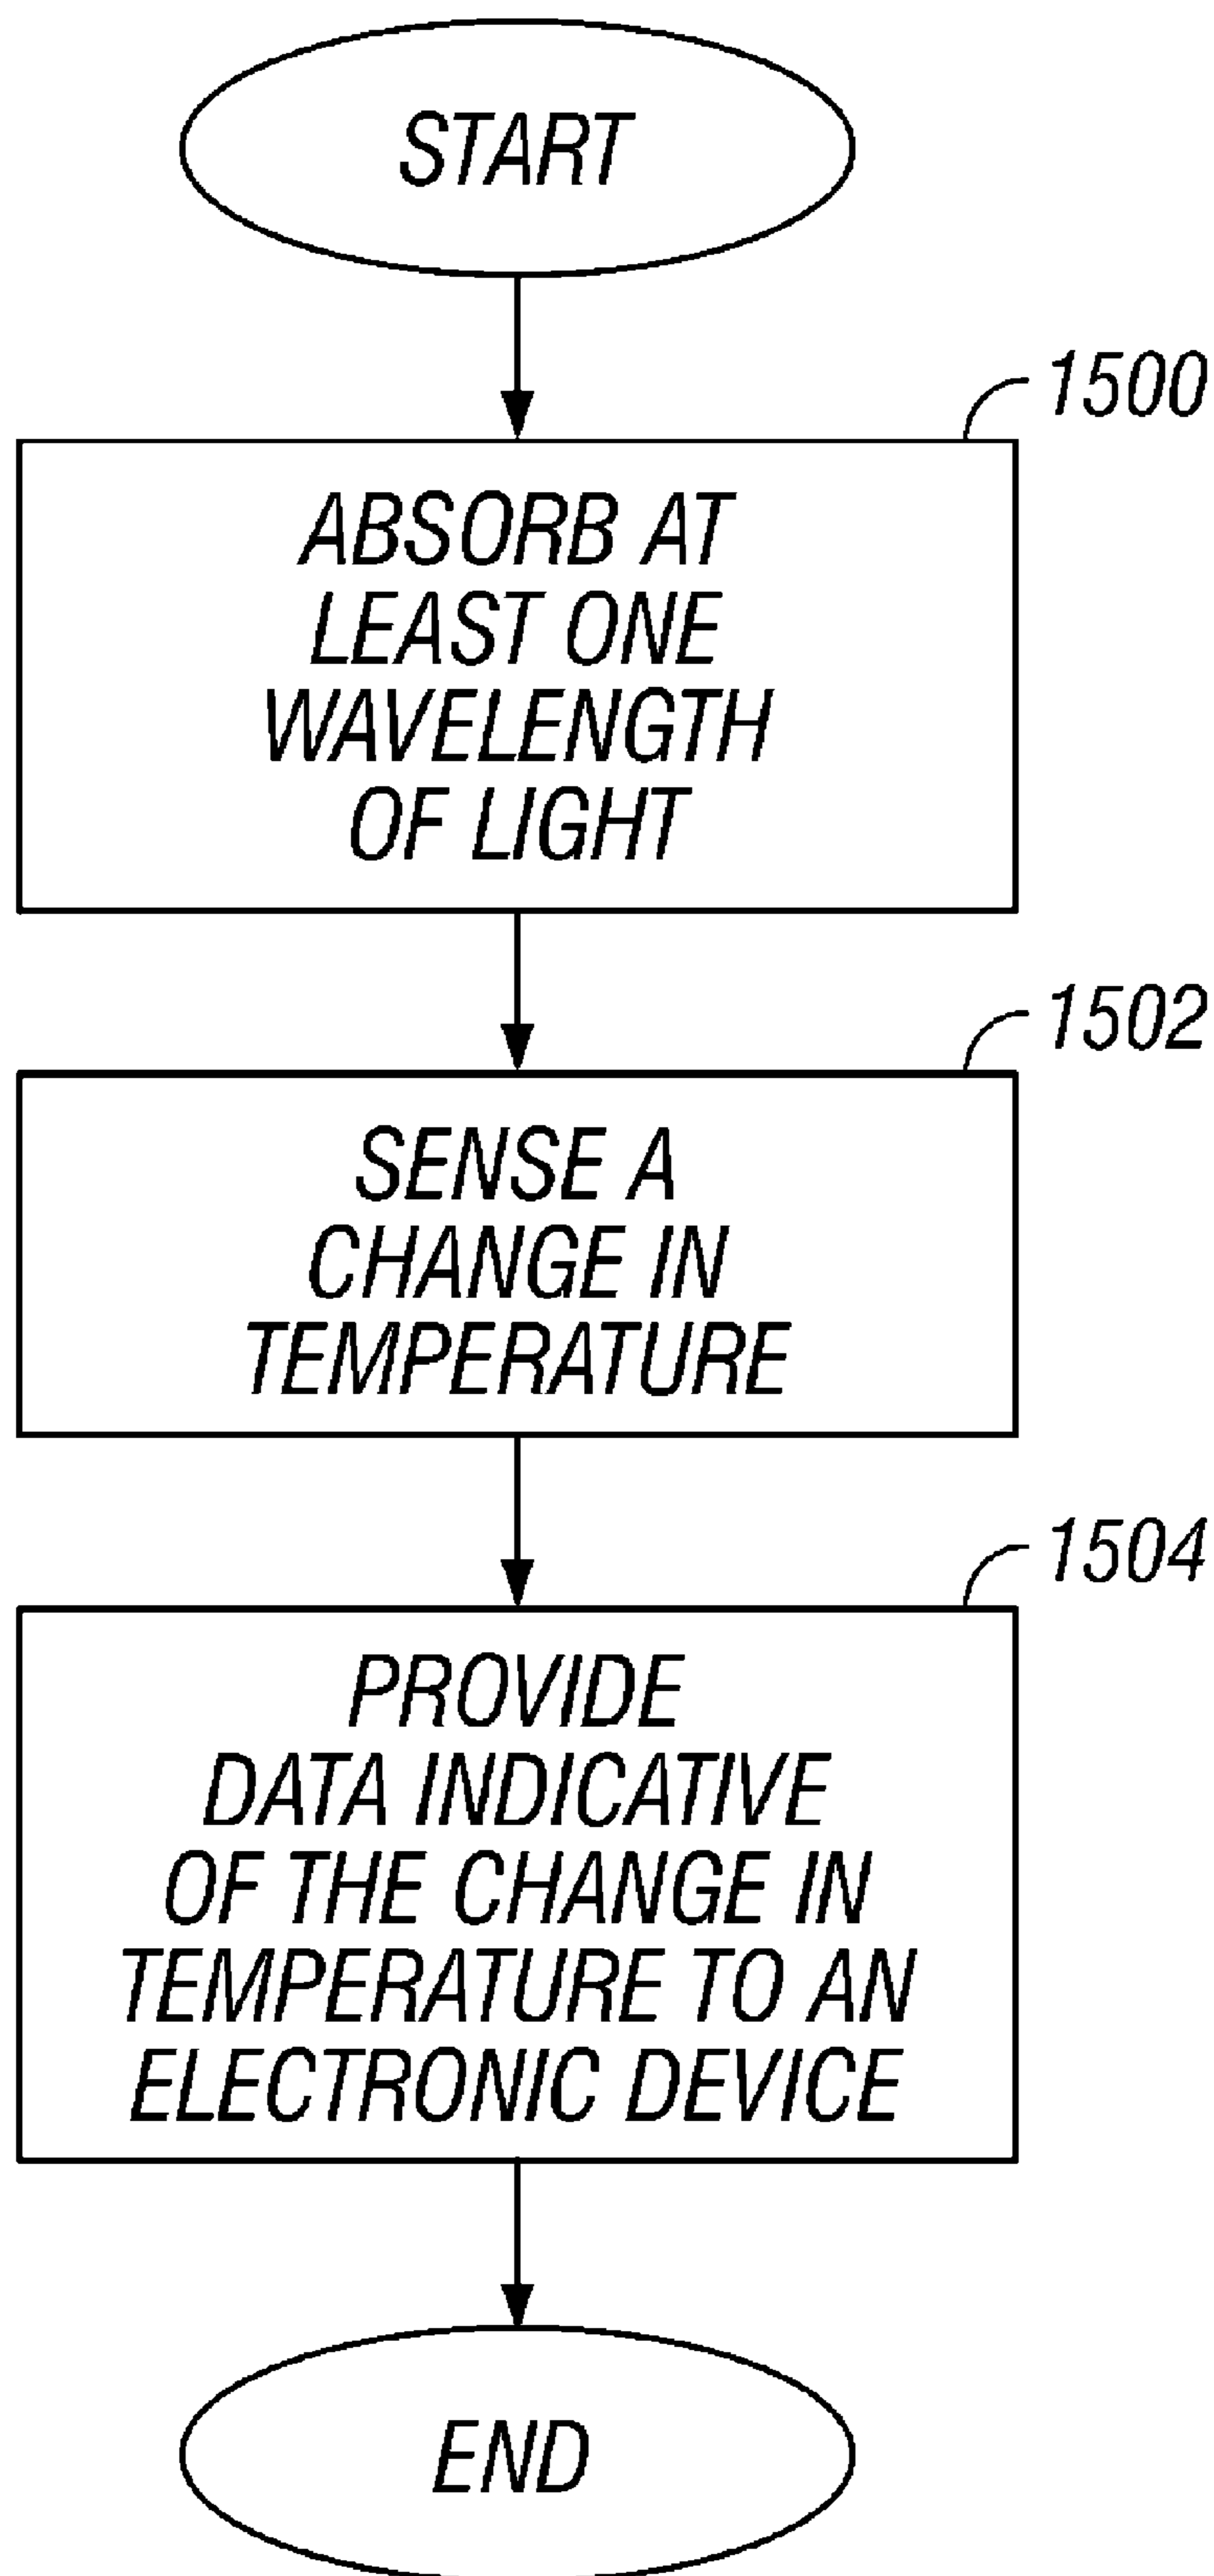 START
1500
ABSORB AT
LEAST ONE
WAVELENGTH
OF LIGHT
1502
SENSE A
CHANGE IN
TEMPERATURE
1504
PROVIDE
DATA INDICATIVE
OF THE CHANGE IN
TEMPERATURE TO AN
ELECTRONIC DEVICE
END